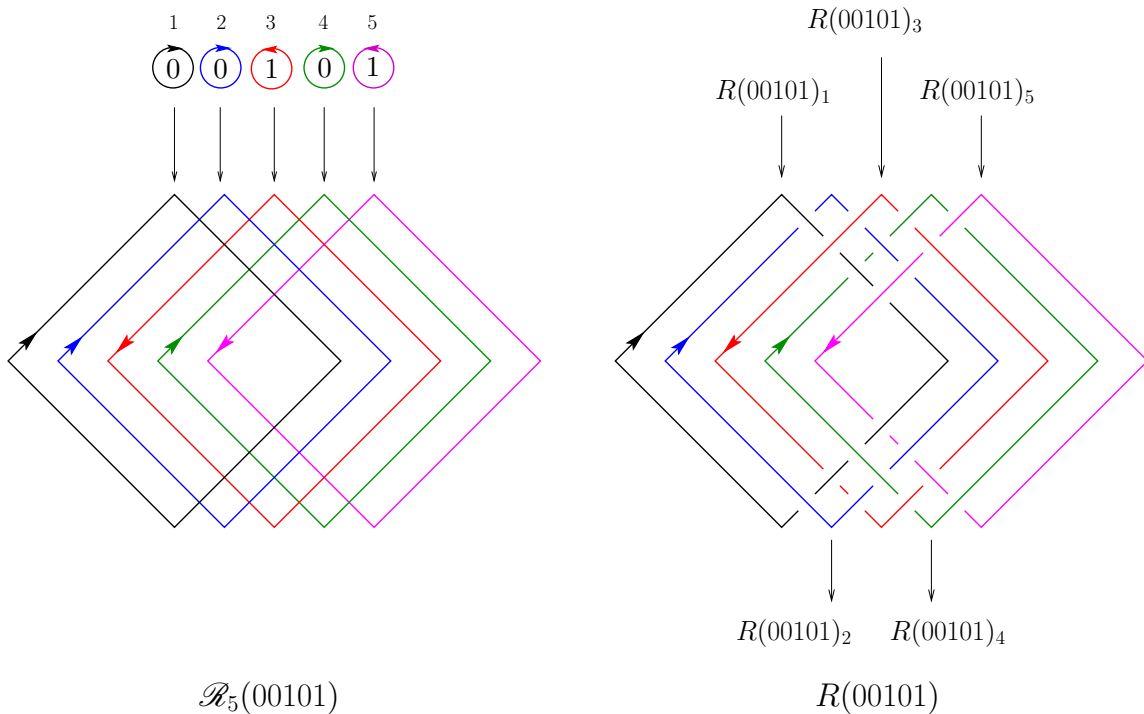 1 2 3 4 5
0 0 1 0 1
R(00101)₃
R(00101)₁ R(00101)₅
R(00101)₂ R(00101)₄
ℛ₅(00101) R(00101)